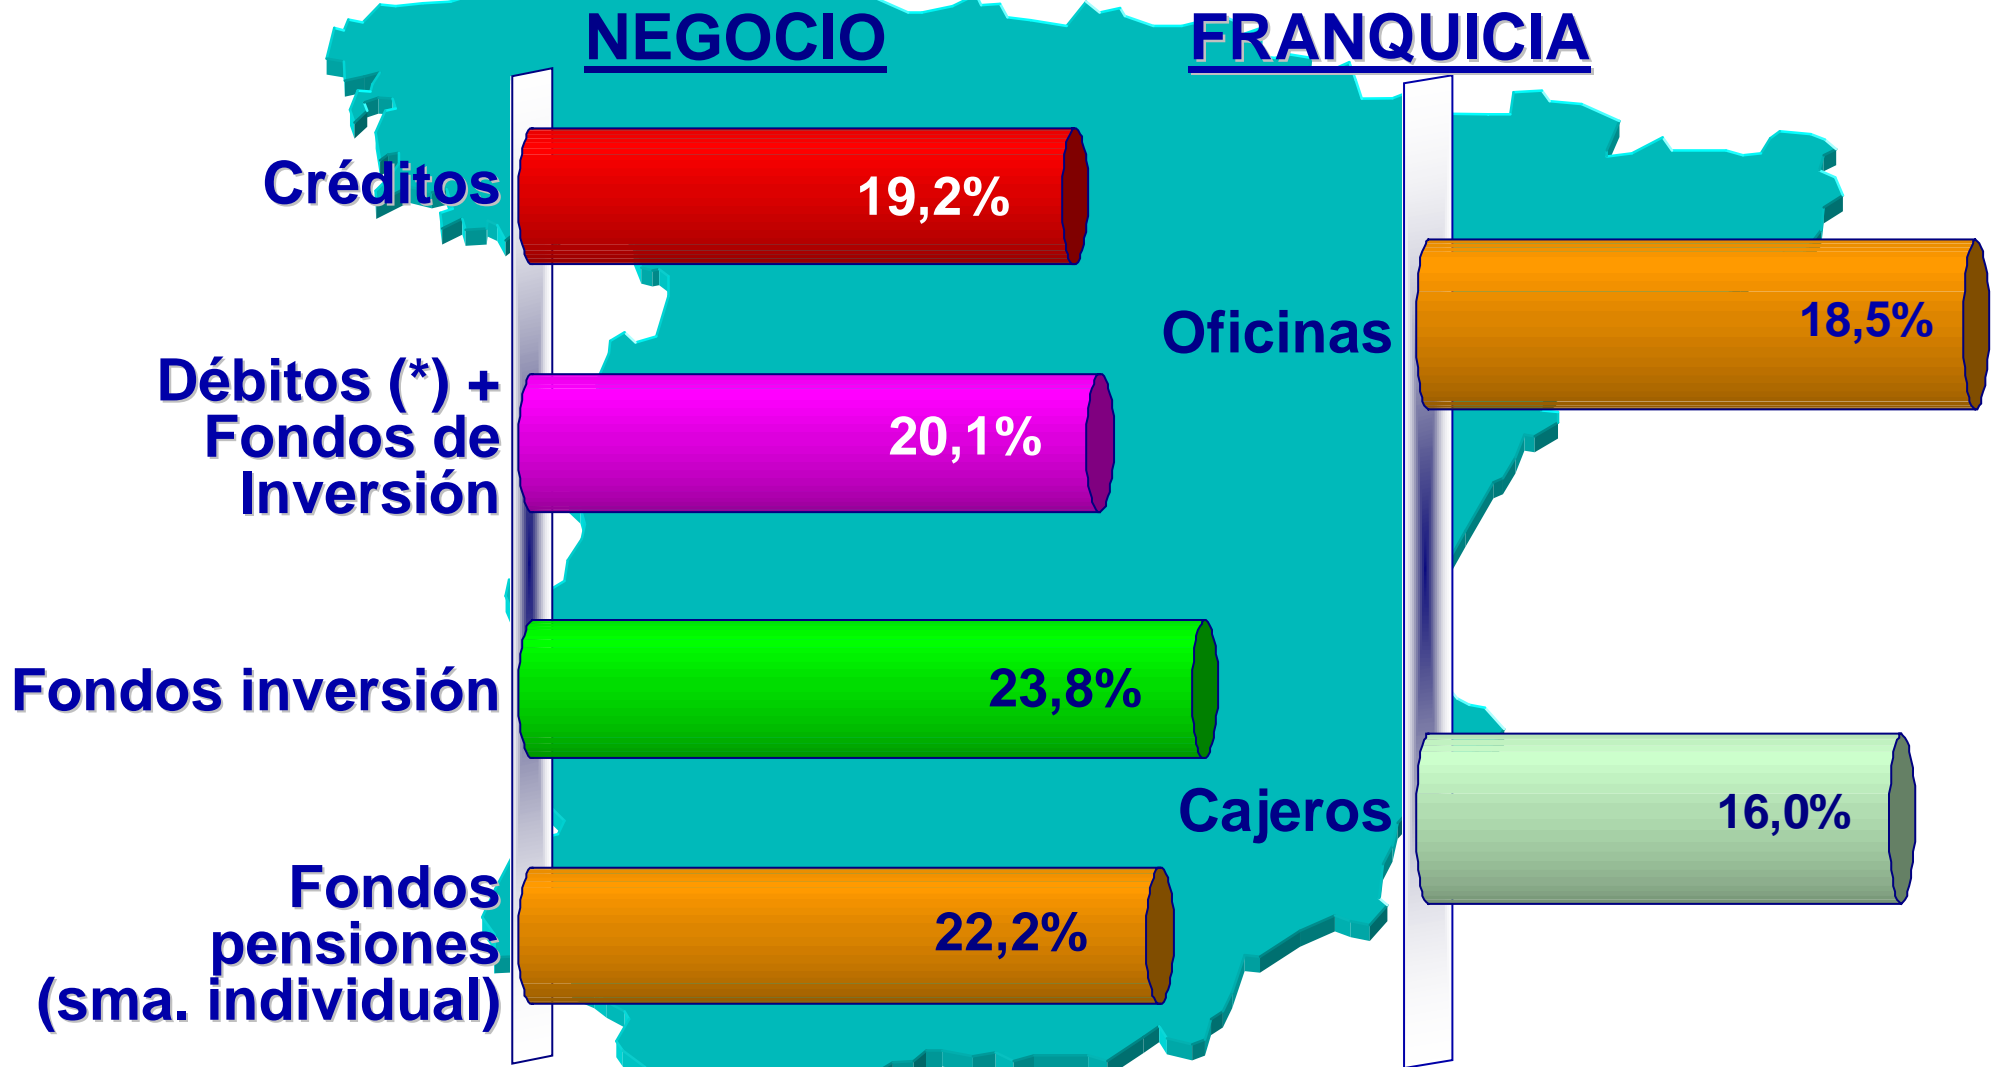 NEGOCIO
Créditos
19,2%
Débitos (*) +
Fondos de
Inversión
20,1%
Fondos inversión
23,8%
Fondos
pensiones
(sma. individual)
22,2%
FRANQUICIA
Oficinas
18,5%
Cajeros
16,0%